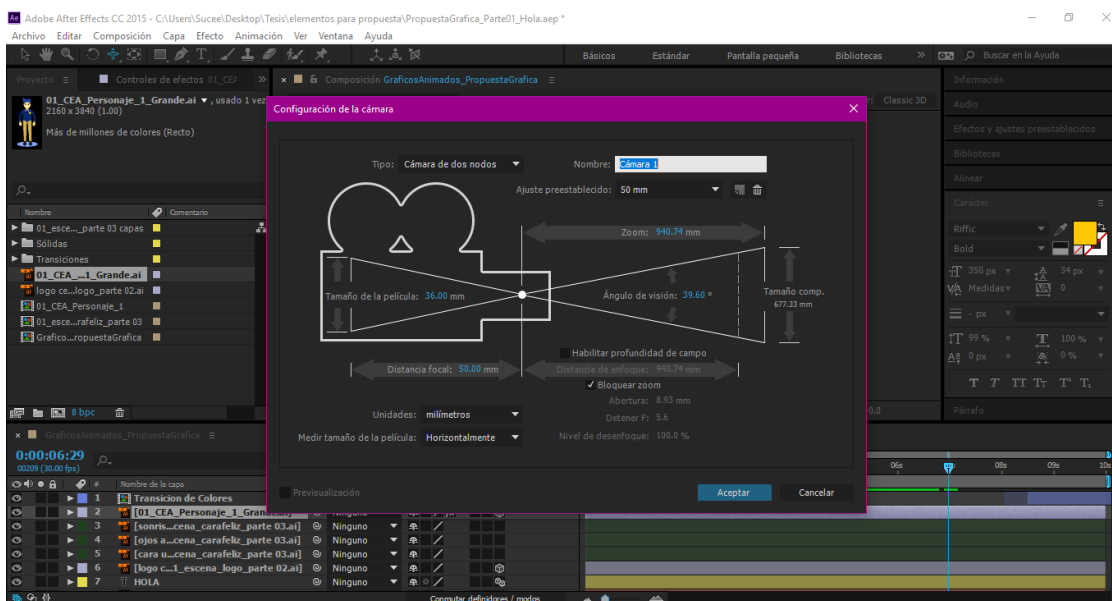 Adobe After Effects CC 2015 - C:\Users\Sucee\Desktop\Tesis\elementos para propuesta\PropuestaGrafica_Parte01_Hola.aep *
Archivo Editar Composición Capa Efecto Animación Ver Ventana Ayuda
Básicos Estándar Pantalla pequeña Bibliotecas Buscar en la Ayuda
Proyecto Controles de efectos 01_CEA Composición GraficosAnimados_PropuestaGrafica Información
01_CEA_Personaje_1_Grande.ai , usado 1 vez
2160 x 3840 (1.00)
Más de millones de colores (Recto)
Configuración de la cámara
Classic 3D
Audio
Efectos y ajustes preestablecidos
Bibliotecas
Alinear
Carácter
Riffic
Bold
350 px 34 px
Medidas 0
- px
99 % 100 %
0 px 0 %
T T TT Tr T¹ T₁
Párrafo
Tipo: Cámara de dos nodos Nombre: Cámara 1
Ajuste preestablecido: 50 mm
Zoom: 940.74 mm
Tamaño de la película: 36.00 mm Ángulo de visión: 39.60 ° Tamaño comp.
677.33 mm
Habilitar profundidad de campo
Distancia focal: 50.00 mm Distancia de enfoque: 940.74 mm
Bloquear zoom
Abertura: 8.93 mm
Unidades: milímetros Detener F: 5.6
Medir tamaño de la película: Horizontalmente Nivel de desenfoque: 100.0 %
Previsualización Aceptar Cancelar
Nombre Comentario
01_esce..._parte 03 capas
Sólidas
Transiciones
01_CEA_...1_Grande.ai
logo ce...logo_parte 02.ai
01_CEA_Personaje_1
01_esce...rafeliz_parte 03
Grafico...ropuestaGrafica
8 bpc
GraficosAnimados_PropuestaGrafica
0:00:06:29
00209 (30.00 fps)
06s 08s 09s 10s
# Nombre de la capa
1 Transicion de Colores
2 [01_CEA_Personaje_1_Grande.ai] Ninguno
3 [sonris...cena_carafeliz_parte 03.ai] Ninguno
4 [ojos a...cena_carafeliz_parte 03.ai] Ninguno
5 [cara u...cena_carafeliz_parte 03.ai] Ninguno
6 [logo c...1_escena_logo_parte 02.ai] Ninguno
7 T HOLA Ninguno
Conmutar definidores / modos